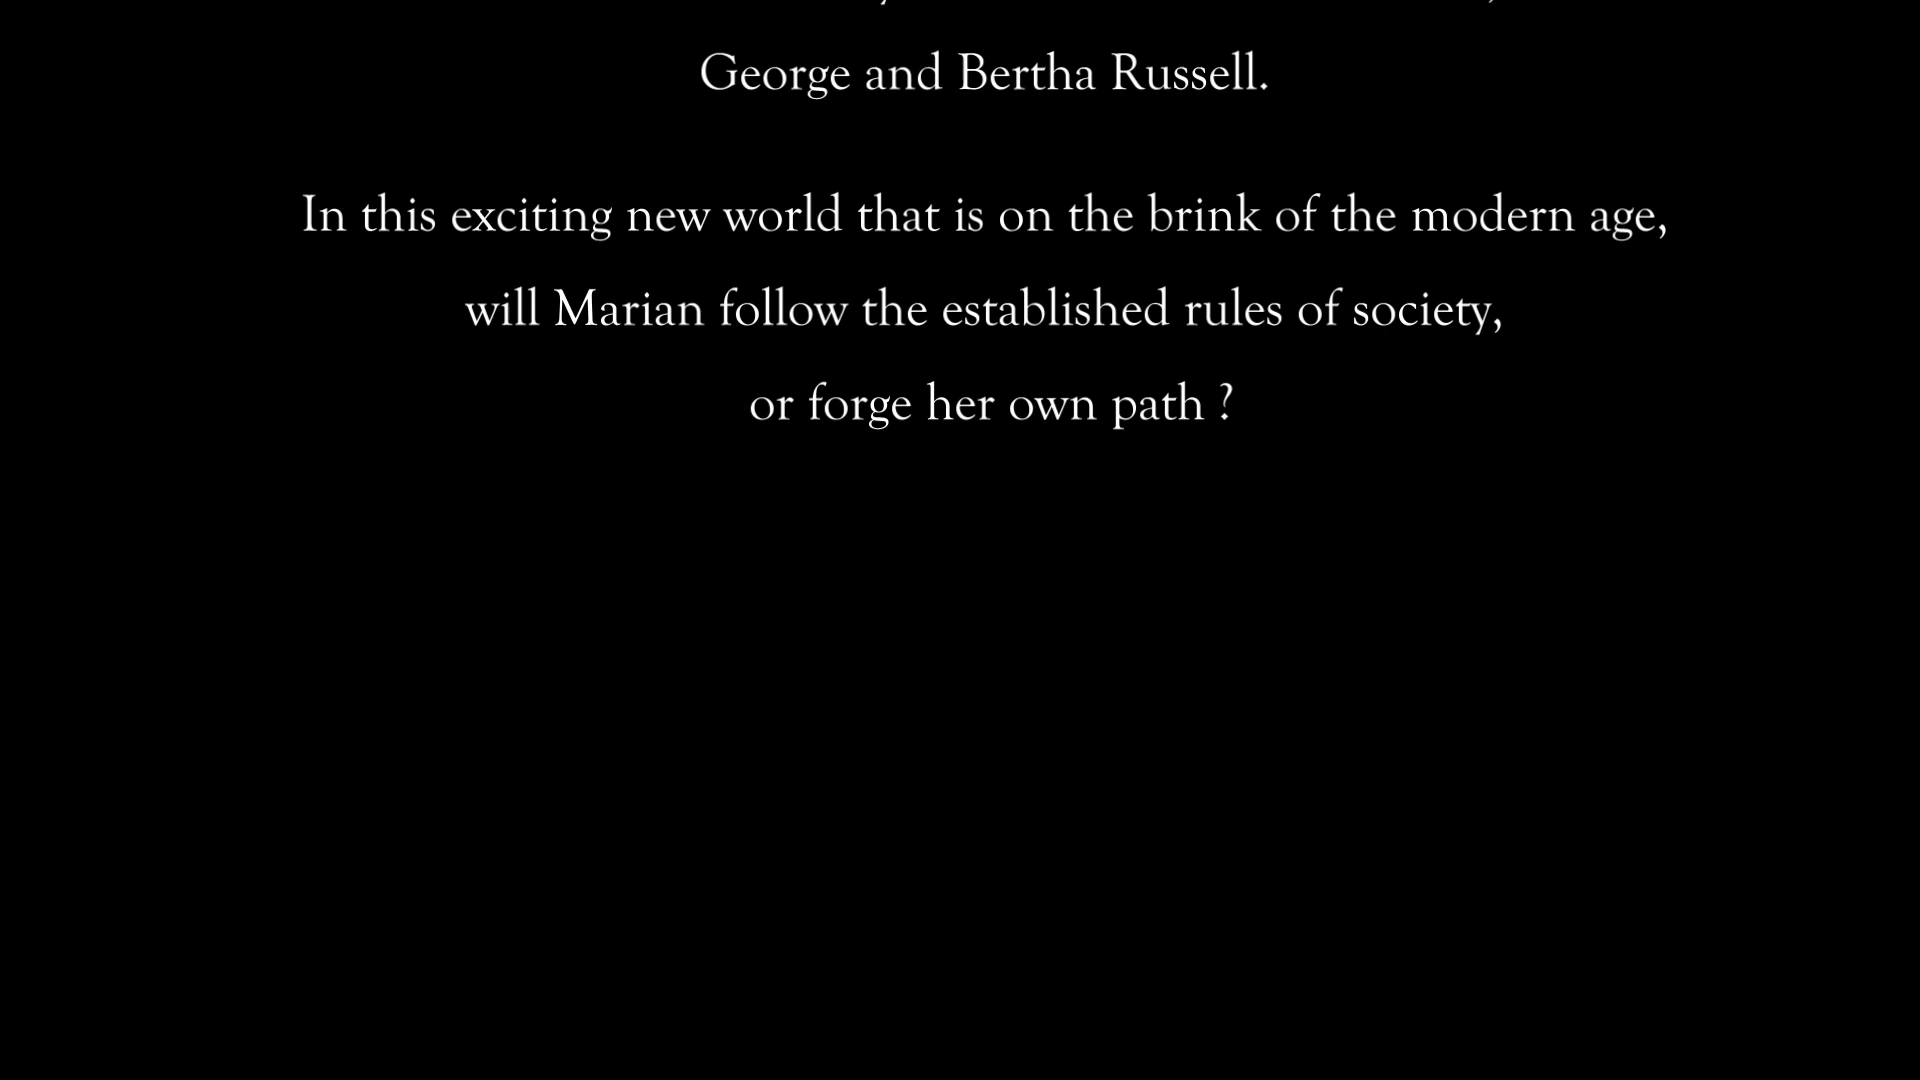 George and Bertha Russell.
In this exciting new world that is on the brink of the modern age,
will Marian follow the established rules of society,
or forge her own path ?